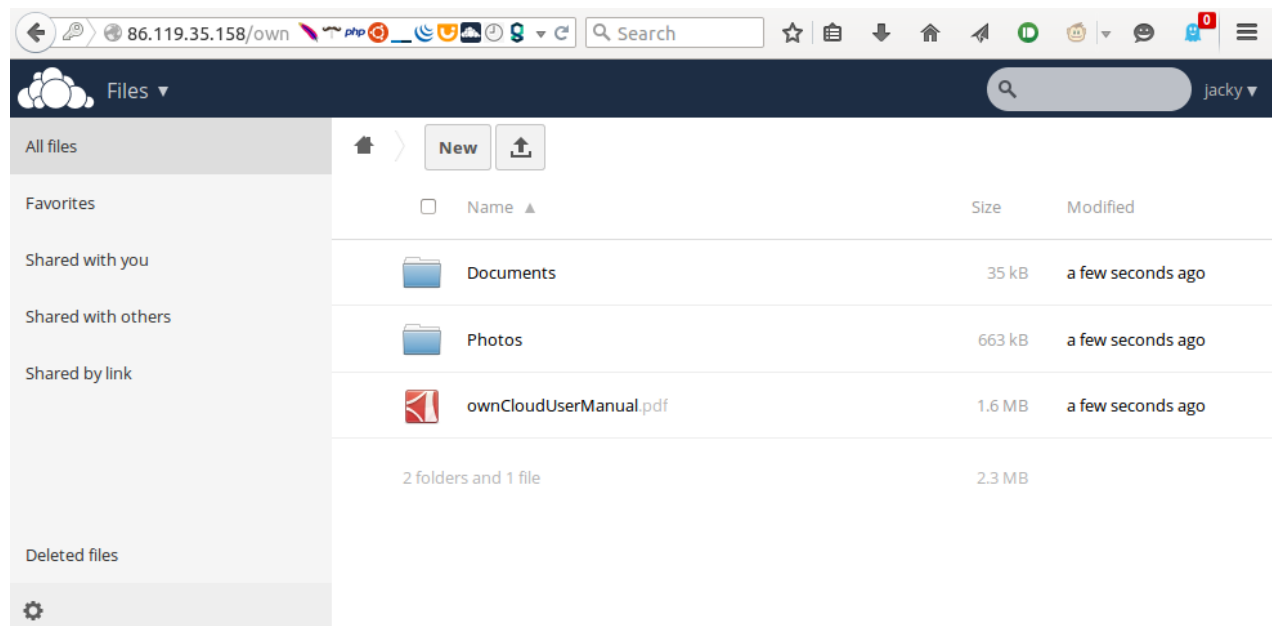 86.119.35.158/own php Search 0
Files ▾ jacky ▾
All files
New
Favorites
Name ▲ Size Modified
Shared with you
Documents 35 kB a few seconds ago
Shared with others
Photos 663 kB a few seconds ago
Shared by link
ownCloudUserManual.pdf 1.6 MB a few seconds ago
2 folders and 1 file 2.3 MB
Deleted files